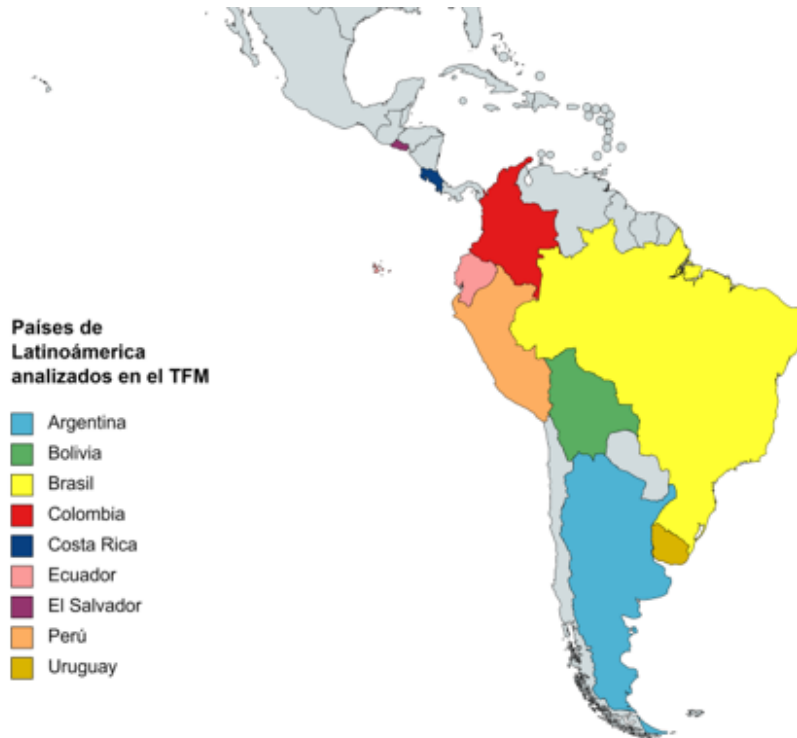 Países de
Latinoámerica
analizados en el TFM
Argentina
Bolivia
Brasil
Colombia
Costa Rica
Ecuador
El Salvador
Perú
Uruguay